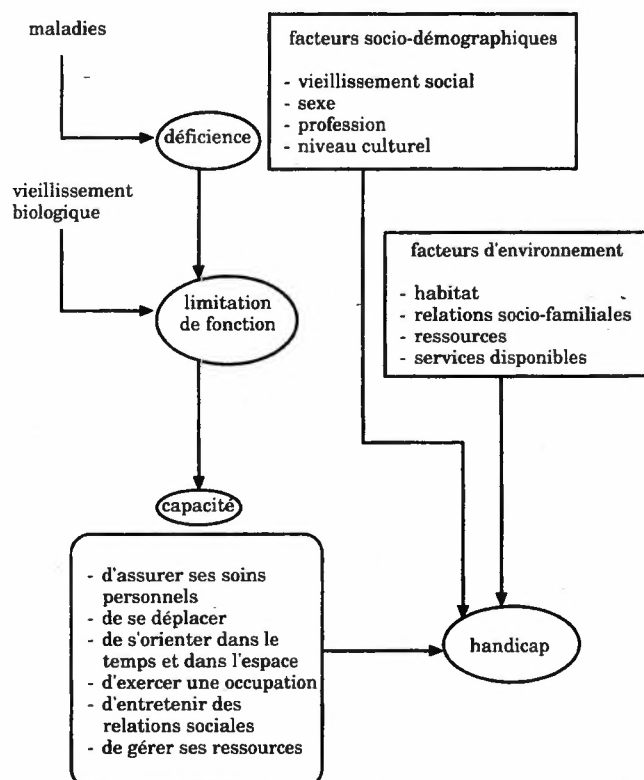 maladies
déficience
vieillissement
biologique
limitation
de fonction
capacité
- d'assurer ses soins
personnels
- de se déplacer
- de s'orienter dans le
temps et dans l'espace
- d'exercer une occupation
- d'entretenir des
relations sociales
- de gérer ses ressources
facteurs socio-démographiques
- vieillissement social
- sexe
- profession
- niveau culturel
facteurs d'environnement
- habitat
- relations socio-familiales
- ressources
- services disponibles
handicap